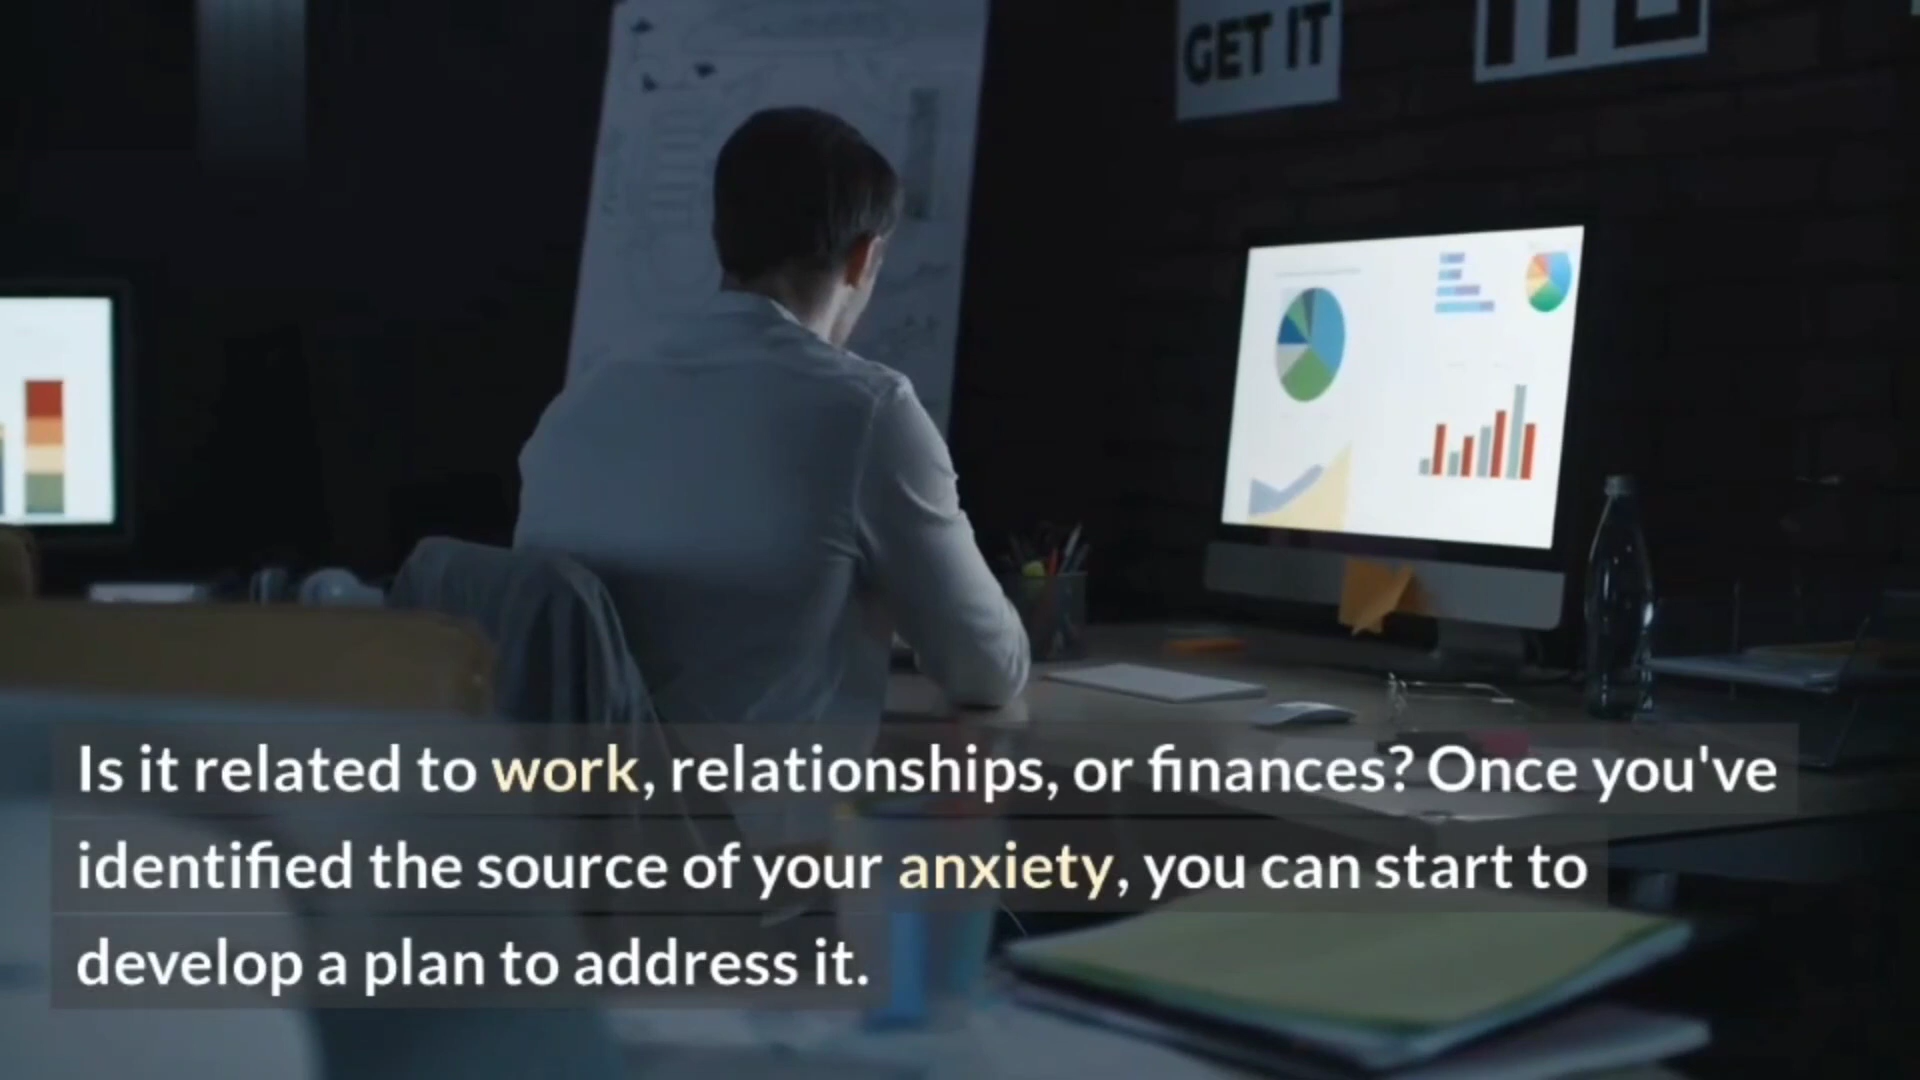 GET IT
Is it related to work, relationships, or finances? Once you've
identified the source of your anxiety, you can start to
develop a plan to address it.